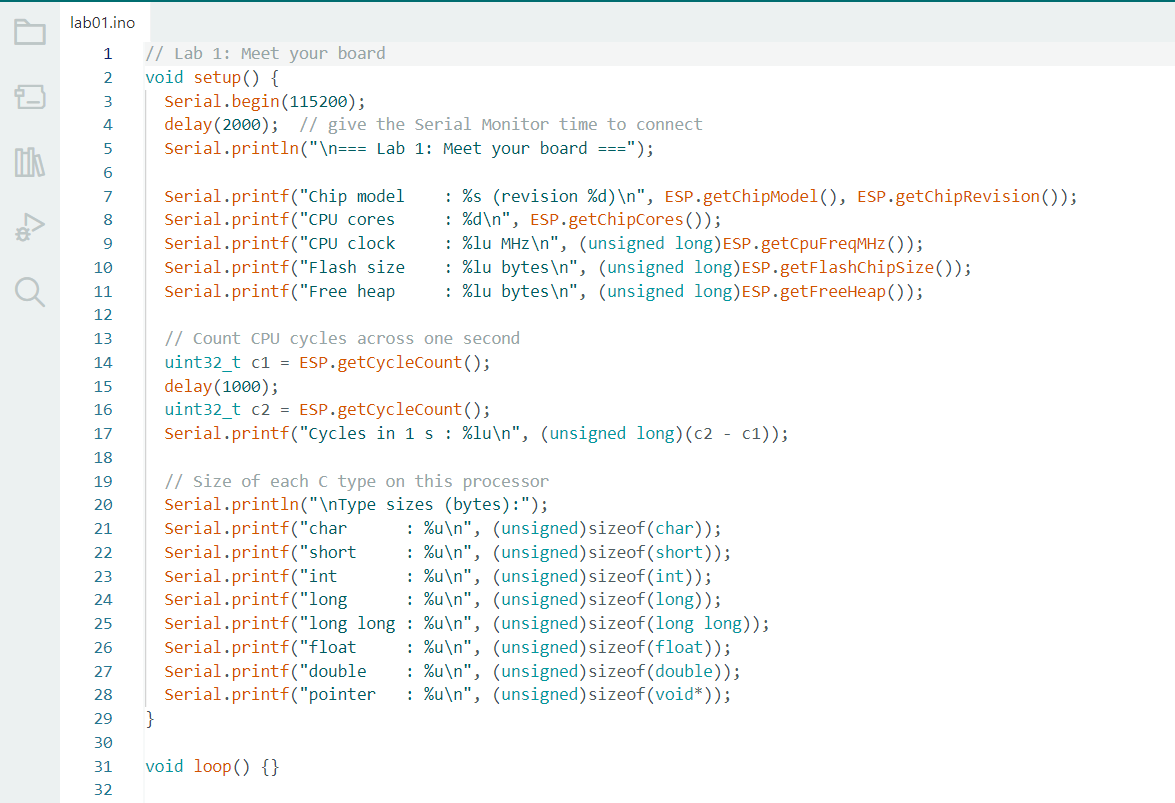 lab01.ino
1 // Lab 1: Meet your board
2 void setup() {
3   Serial.begin(115200);
4   delay(2000);  // give the Serial Monitor time to connect
5   Serial.println("\n=== Lab 1: Meet your board ===");
6
7   Serial.printf("Chip model    : %s (revision %d)\n", ESP.getChipModel(), ESP.getChipRevision());
8   Serial.printf("CPU cores     : %d\n", ESP.getChipCores());
9   Serial.printf("CPU clock     : %lu MHz\n", (unsigned long)ESP.getCpuFreqMHz());
10   Serial.printf("Flash size    : %lu bytes\n", (unsigned long)ESP.getFlashChipSize());
11   Serial.printf("Free heap     : %lu bytes\n", (unsigned long)ESP.getFreeHeap());
12
13   // Count CPU cycles across one second
14   uint32_t c1 = ESP.getCycleCount();
15   delay(1000);
16   uint32_t c2 = ESP.getCycleCount();
17   Serial.printf("Cycles in 1 s : %lu\n", (unsigned long)(c2 - c1));
18
19   // Size of each C type on this processor
20   Serial.println("\nType sizes (bytes):");
21   Serial.printf("char      : %u\n", (unsigned)sizeof(char));
22   Serial.printf("short     : %u\n", (unsigned)sizeof(short));
23   Serial.printf("int       : %u\n", (unsigned)sizeof(int));
24   Serial.printf("long      : %u\n", (unsigned)sizeof(long));
25   Serial.printf("long long : %u\n", (unsigned)sizeof(long long));
26   Serial.printf("float     : %u\n", (unsigned)sizeof(float));
27   Serial.printf("double    : %u\n", (unsigned)sizeof(double));
28   Serial.printf("pointer   : %u\n", (unsigned)sizeof(void*));
29 }
30
31 void loop() {}
32